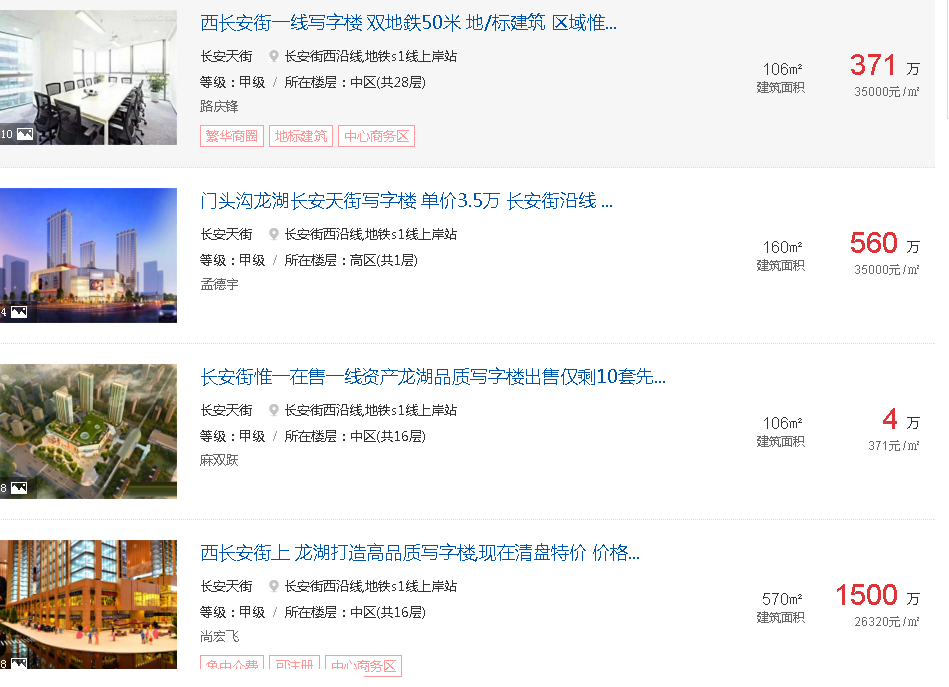 西长安街一线写字楼 双地鉄50米 地/标建筑 区域惟...
长安天街 长安街西沿线,地铁s1线上岸站
等级：甲级 / 所在楼层：中区(共28层)
路庆锋
繁华商圈 地标建筑 中心商务区
106m²
建筑面积
371 万
35000元/㎡
10
门头沟龙湖长安天街写字楼 单价3.5万 长安街沿线 ...
长安天街 长安街西沿线,地铁s1线上岸站
等级：甲级 / 所在楼层：高区(共1层)
孟德宇
160m²
建筑面积
560 万
35000元/㎡
4
长安街惟一在售一线资产龙湖品质写字楼出售仅剩10套先...
长安天街 长安街西沿线,地铁s1线上岸站
等级：甲级 / 所在楼层：中区(共16层)
麻双跃
106m²
建筑面积
4 万
371元/㎡
8
西长安街上 龙湖打造高品质写字楼,现在清盘特价 价格...
长安天街 长安街西沿线,地铁s1线上岸站
等级：甲级 / 所在楼层：中区(共16层)
尚宏飞
免中介费 可注册 中心商务区
570m²
建筑面积
1500 万
26320元/㎡
8